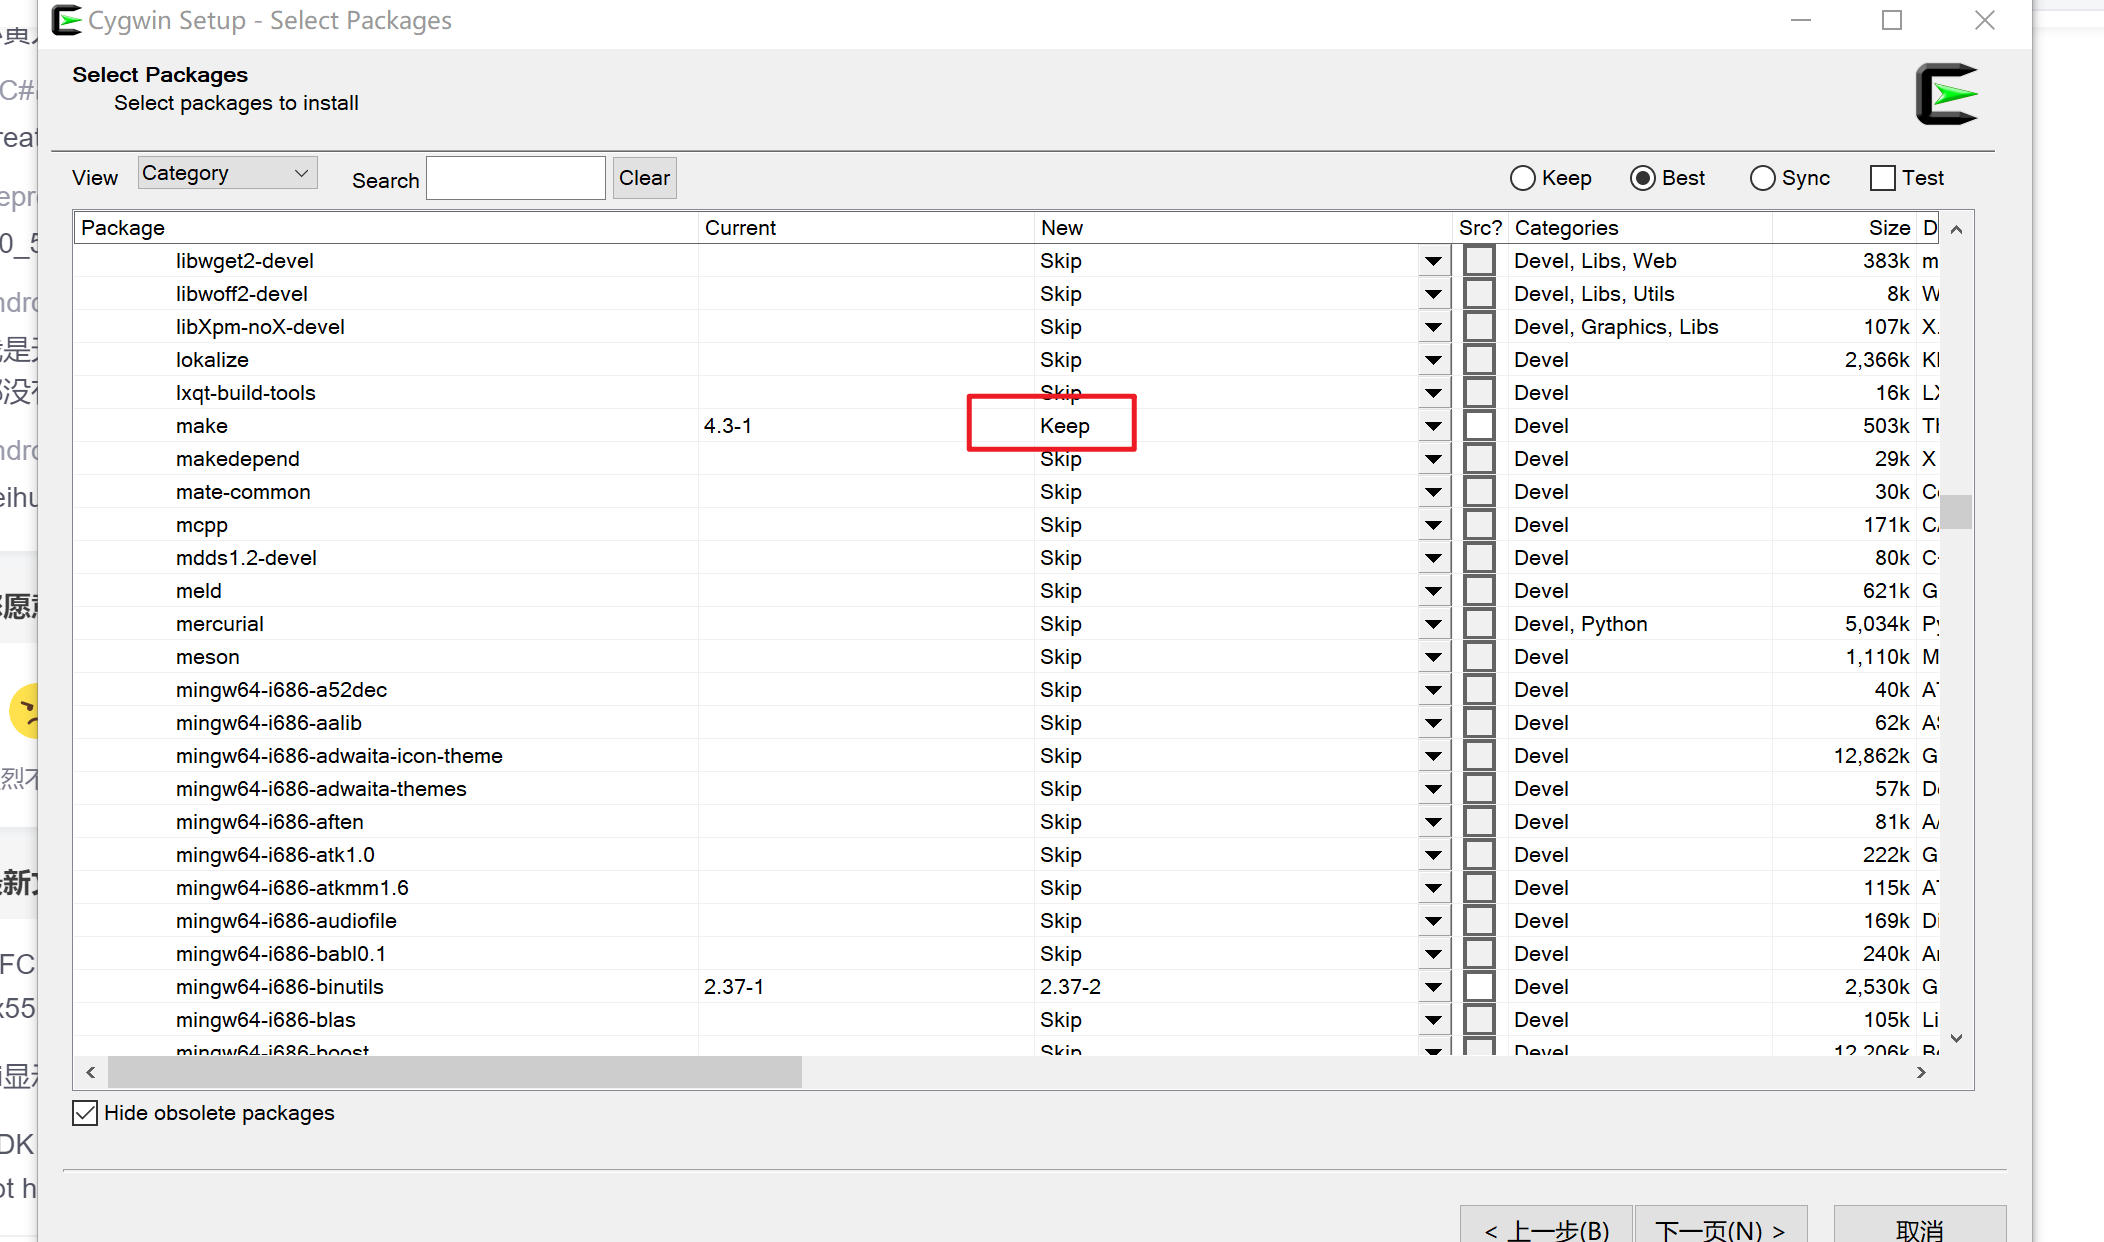 Cygwin Setup - Select Packages
Select Packages
Select packages to install
View Category Search Clear Keep Best Sync Test
Package Current New Src? Categories Size D
libwget2-devel Skip Devel, Libs, Web 383k m
libwoff2-devel Skip Devel, Libs, Utils 8k W
libXpm-noX-devel Skip Devel, Graphics, Libs 107k X.
lokalize Skip Devel 2,366k
lxqt-build-tools Skip Devel 16k
make 4.3-1 Keep Devel 503k
makedepend Skip Devel 29k X
mate-common Skip Devel 30k
mcpp Skip Devel 171k
mdds1.2-devel Skip Devel 80k
meld Skip Devel 621k G
mercurial Skip Devel, Python 5,034k
meson Skip Devel 1,110k M
mingw64-i686-a52dec Skip Devel 40k
mingw64-i686-aalib Skip Devel 62k
mingw64-i686-adwaita-icon-theme Skip Devel 12,862k G
mingw64-i686-adwaita-themes Skip Devel 57k
mingw64-i686-aften Skip Devel 81k
mingw64-i686-atk1.0 Skip Devel 222k G
mingw64-i686-atkmm1.6 Skip Devel 115k
mingw64-i686-audiofile Skip Devel 169k Di
mingw64-i686-babl0.1 Skip Devel 240k
mingw64-i686-binutils 2.37-1 2.37-2 Devel 2,530k G
mingw64-i686-blas Skip Devel 105k Li
mingw64-i686-boost Skip Devel 12,206k
Hide obsolete packages
< 上一步(B) 下一页(N) > 取消